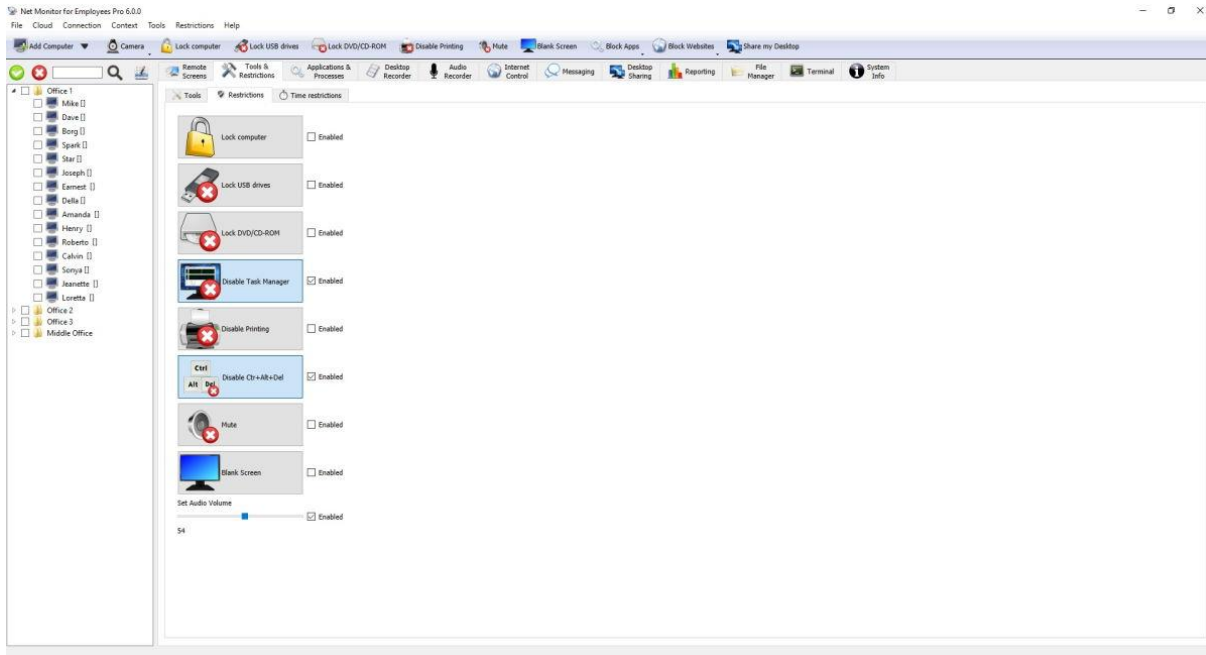 Net Monitor for Employees Pro 6.0.0
File Cloud Connection Context Tools Restrictions Help
Add Computer Camera Lock computer Lock USB drives Lock DVD/CD-ROM Disable Printing Mute Blank Screen Block Apps Block Websites Share my Desktop
Remote Screens Tools & Restrictions Applications & Processes Desktop Recorder Audio Recorder Internet Control Messaging Desktop Sharing Reporting File Manager Terminal System Info
Tools Restrictions Time restrictions
Office 1
Mike []
Dave []
Borg []
Spark []
Star []
Joseph []
Earnest []
Della []
Amanda []
Henry []
Roberto []
Calvin []
Sonya []
Jeanette []
Loretta []
Office 2
Office 3
Middle Office
Lock computer Enabled
Lock USB drives Enabled
Lock DVD/CD-ROM Enabled
Disable Task Manager Enabled
Disable Printing Enabled
Ctrl
Alt Del
Disable Ctr+Alt+Del Enabled
Mute Enabled
Blank Screen Enabled
Set Audio Volume
Enabled
54